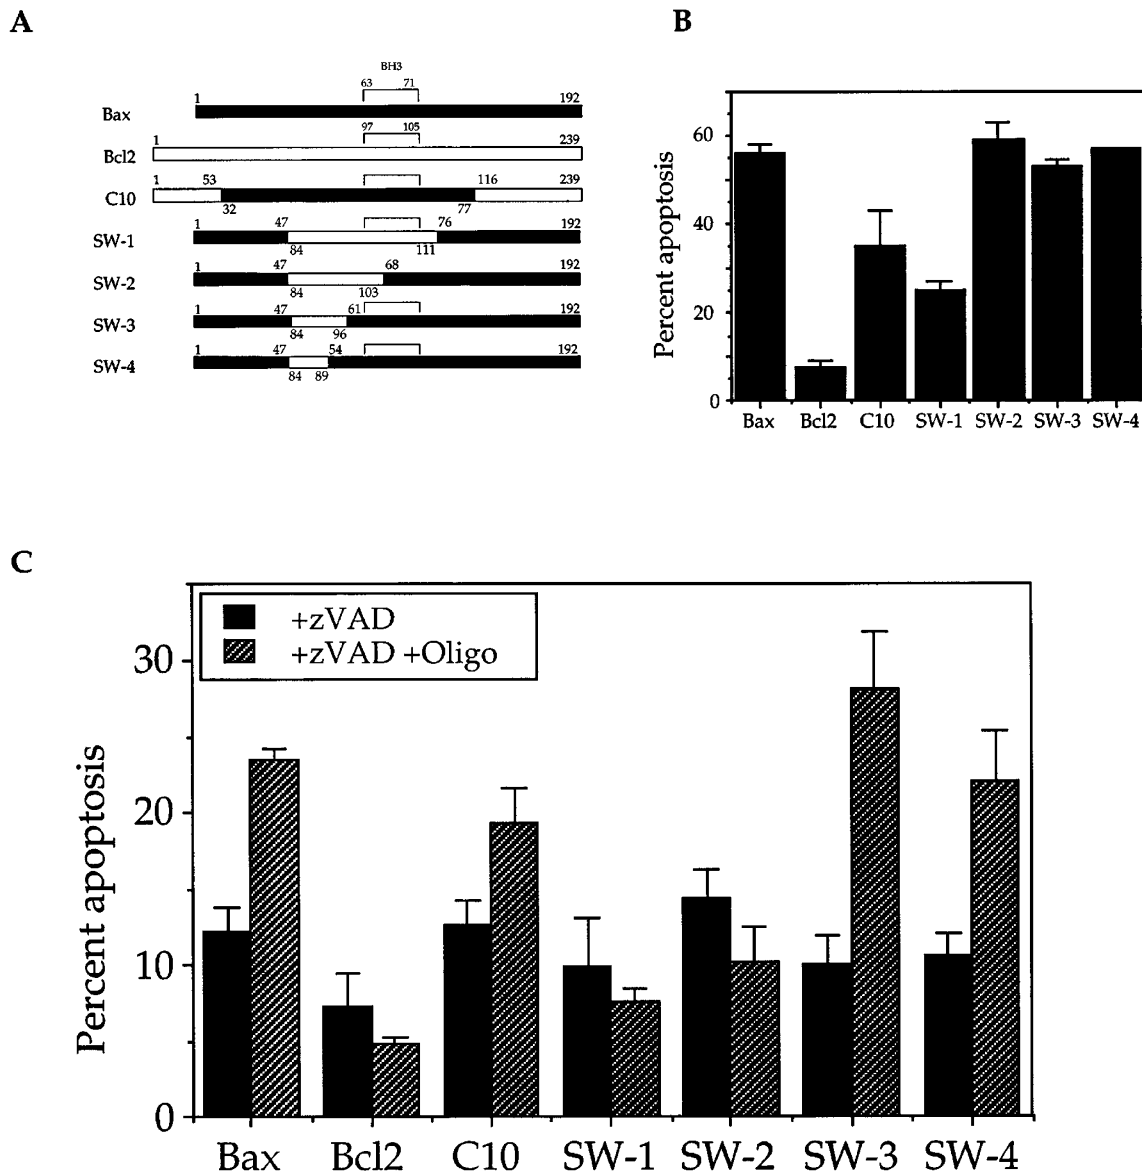 A
BH3
63 71
1 192
Bax
97 105
1 239
Bcl2
1 53 116 239
C10
32 77
1 47 76 192
SW-1
84 111
1 47 68 192
SW-2
84 103
1 47 61 192
SW-3
84 96
1 47 54 192
SW-4
84 89
B
Percent apoptosis
60
40
20
0
Bax Bcl2 C10 SW-1 SW-2 SW-3 SW-4
C
+zVAD
+zVAD +Oligo
Percent apoptosis
30
20
10
0
Bax Bcl2 C10 SW-1 SW-2 SW-3 SW-4